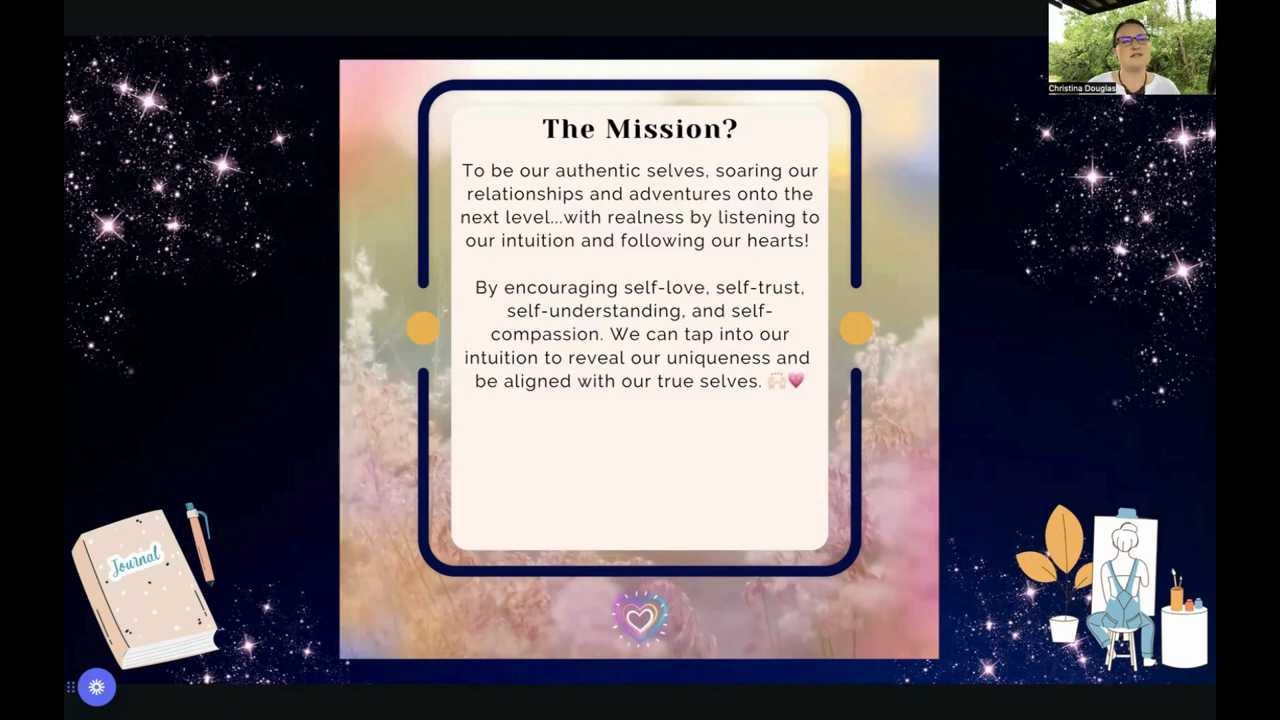 Christina Douglas
The Mission?
To be our authentic selves, soaring our
relationships and adventures onto the
next level...with realness by listening to
our intuition and following our hearts!
By encouraging self-love, self-trust,
self-understanding, and self-
compassion. We can tap into our
intuition to reveal our uniqueness and
be aligned with our true selves. 🙌🏻💗
Journal